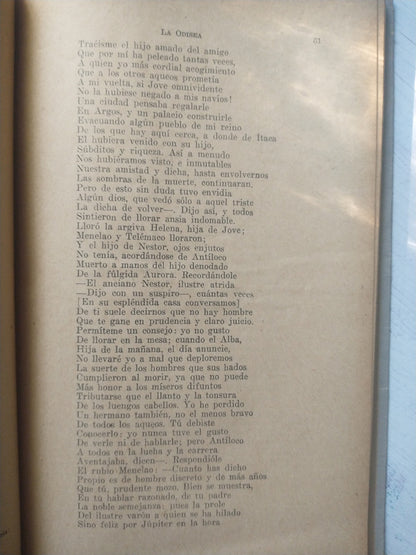 La Odisea
61
Traéisme el hijo amado del amigo
Que por mí ha peleado tantas veces,
A quien yo más cordial acogimiento
Que a los otros aqueos prometía
A mi vuelta, si Jove omnividente
No la hubiese negado a mis navíos!
Una ciudad pensaba regalarle
En Argos, y un palacio construirle
Evacuando algún pueblo de mi reino
De los que hay aquí cerca, a donde de Itaca
El hubiera venido con su hijo,
Súbditos y riqueza. Así a menudo
Nos hubiéramos visto, e inmutables
Nuestra amistad y dicha, hasta envolvernos
Las sombras de la muerte, continuaran.
Pero de esto sin duda tuvo envidia
Algún dios, que vedó sólo a aquel triste
La dicha de volver—. Dijo así, y todos
Sintieron de llorar ansia indomable.
Lloró la argiva Helena, hija de Jove;
Menelao y Telémaco lloraron;
Y el hijo de Nestor, ojos enjutos
No tenía, acordándose de Antíloco
Muerto a manos del hijo denodado
De la fúlgida Aurora. Recordándole
—El anciano Nestor, ilustre atrida
—Dijo con un suspiro—, cuántas veces
[En su espléndida casa conversamos]
De ti suele decirnos que no hay hombre
Que te gane en prudencia y claro juicio.
Permíteme un consejo: yo no gusto
De llorar en la mesa; cuando el Alba,
Hija de la mañana, el día anuncie,
No llevaré yo a mal que deploremos
La suerte de los hombres que sus hados
Cumplieron al morir, ya que no puede
Más honor a los míseros difuntos
Tributarse que el llanto y la tonsura
De los luengos cabellos. Yo he perdido
Un hermano también, no el menos bravo
De todos los aqueos. Tú debiste
Conocerlo: yo nunca tuve el gusto
De verle ni de hablarle; pero Antíloco
A todos en la lucha y la carrera
Aventajaba, dicen—. Respondióle
El rubio Menelao: —Cuanto has dicho
Propio es de hombre discreto y de más años
Que tú, prudente mozo. Bien se muestra,
En tu hablar razonado, de tu padre
La noble semejanza; pues la prole
Del ilustre varón a quien se ha hilado
Sino feliz por Júpiter en la hora